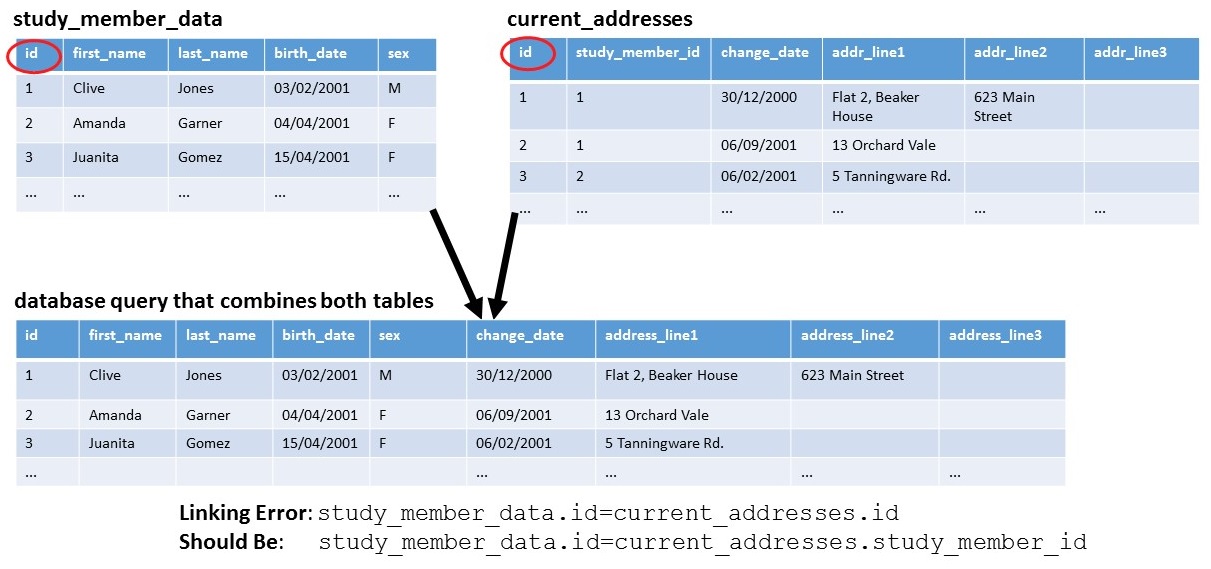 study_member_data
id first_name last_name birth_date sex
1 Clive Jones 03/02/2001 M
2 Amanda Garner 04/04/2001 F
3 Juanita Gomez 15/04/2001 F
... ... ... ... ...
current_addresses
id study_member_id change_date addr_line1 addr_line2 addr_line3
1 1 30/12/2000 Flat 2, Beaker 623 Main
House Street
2 1 06/09/2001 13 Orchard Vale
3 2 06/02/2001 5 Tanningware Rd.
... ... ... ... ... ...
database query that combines both tables
id first_name last_name birth_date sex change_date address_line1 address_line2 address_line3
1 Clive Jones 03/02/2001 M 30/12/2000 Flat 2, Beaker House 623 Main Street
2 Amanda Garner 04/04/2001 F 06/09/2001 13 Orchard Vale
3 Juanita Gomez 15/04/2001 F 06/02/2001 5 Tanningware Rd.
... ... ... ... ...
Linking Error: study_member_data.id=current_addresses.id
Should Be: study_member_data.id=current_addresses.study_member_id